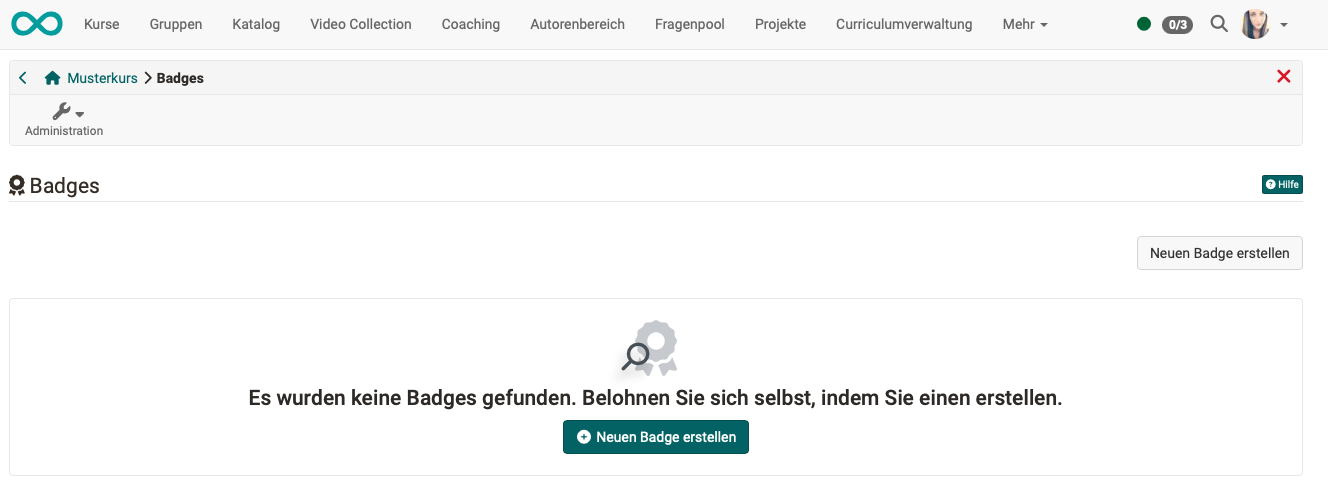 Kurse Gruppen Katalog Video Collection Coaching Autorenbereich Fragenpool Projekte Curriculumverwaltung Mehr 0/3
Musterkurs Badges
Administration
Badges
Hilfe
Neuen Badge erstellen
Es wurden keine Badges gefunden. Belohnen Sie sich selbst, indem Sie einen erstellen.
Neuen Badge erstellen